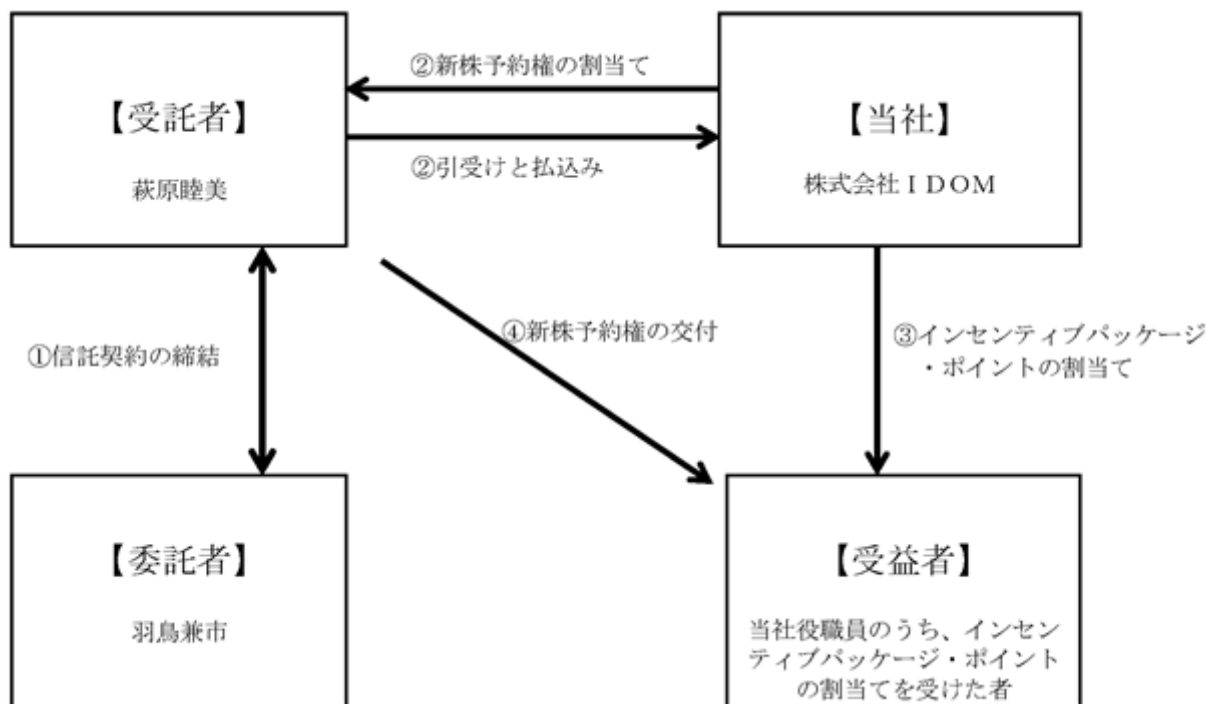 ②新株予約権の割当て
【受託者】
萩原睦美
②引受けと払込み
【当社】
株式会社ＩＤＯＭ
①信託契約の締結
④新株予約権の交付
③インセンティブパッケージ
・ポイントの割当て
【委託者】
羽鳥兼市
【受益者】
当社役職員のうち、インセン
ティブパッケージ・ポイント
の割当てを受けた者